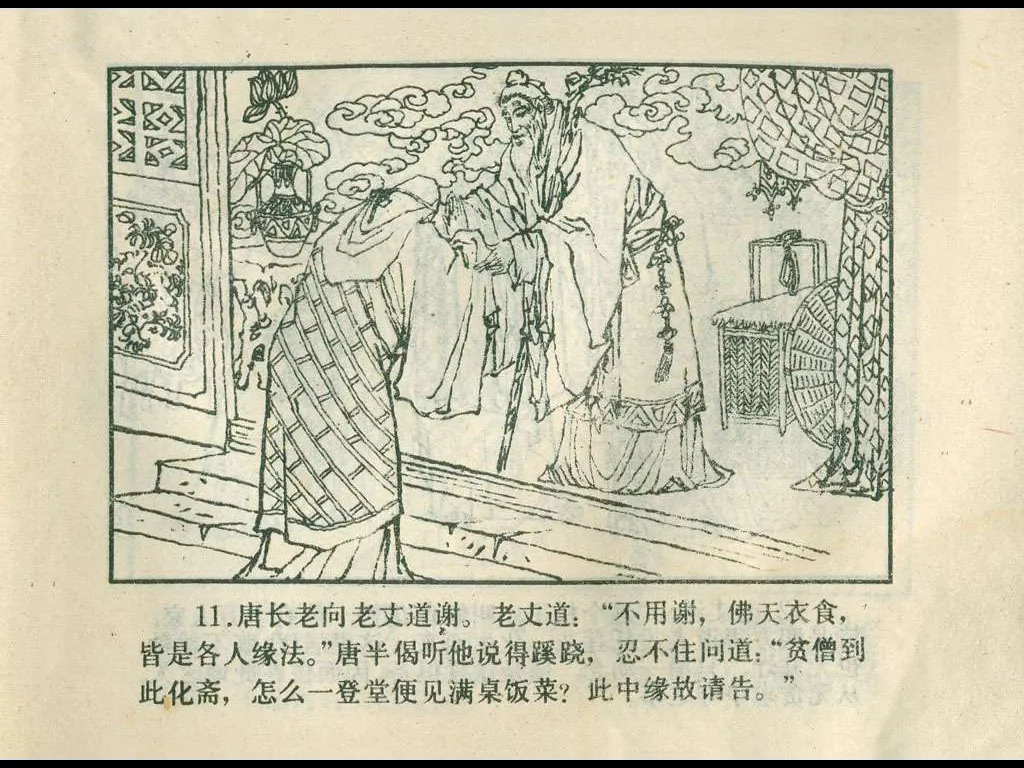 11.唐长老向老丈道谢。老丈道：“不用谢，佛天衣食，
皆是各人缘法。”唐半偈听他说得蹊跷，忍不住问道：“贫僧到
此化斋，怎么一登堂便见满桌饭菜？此中缘故请告。”